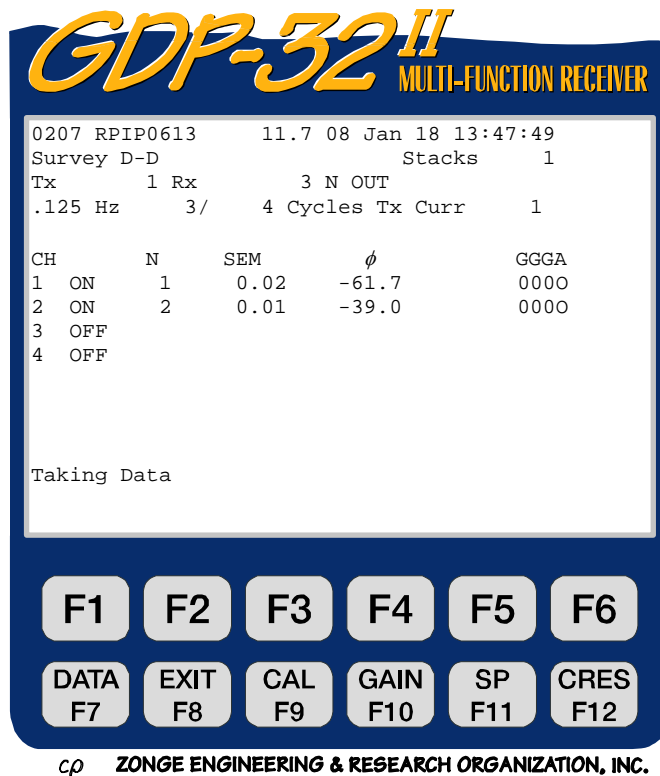 GDP-32 II
MULTI-FUNCTION RECEIVER
0207 RPIP0613 11.7 08 Jan 18 13:47:49
Survey D-D Stacks 1
Tx 1 Rx 3 N OUT
.125 Hz 3/ 4 Cycles Tx Curr 1
CH N SEM ϕ GGGA
1 ON 1 0.02 -61.7 000O
2 ON 2 0.01 -39.0 000O
3 OFF
4 OFF
Taking Data
F1 F2 F3 F4 F5 F6
DATA EXIT CAL GAIN SP CRES
F7 F8 F9 F10 F11 F12
cρ ZONGE ENGINEERING & RESEARCH ORGANIZATION, INC.